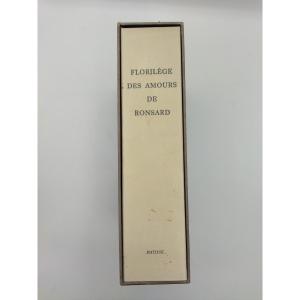 FLORILÈGE
DES AMOURS
DE
RONSARD
MATISSE